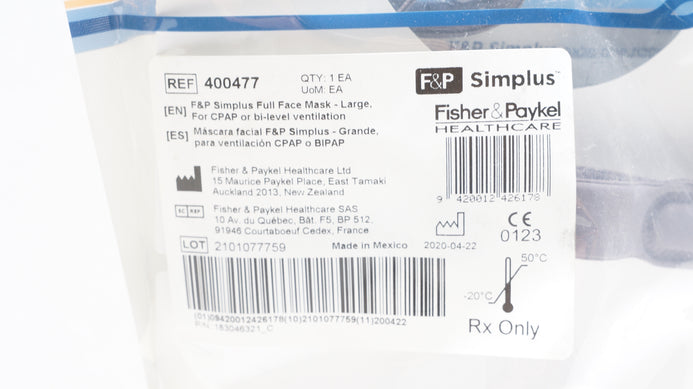 REF 400477
QTY: 1 EA
UoM: EA
F&P Simplus™
[EN] F&P Simplus Full Face Mask - Large,
For CPAP or bi-level ventilation
[ES] Máscara facial F&P Simplus - Grande,
para ventilación CPAP o BIPAP
Fisher & Paykel
HEALTHCARE
9 420012 426178
Fisher & Paykel Healthcare Ltd
15 Maurice Paykel Place, East Tamaki
Auckland 2013, New Zealand
EC REP
Fisher & Paykel Healthcare SAS
10 Av. du Québec, Bât. F5, BP 512,
91946 Courtaboeuf Cedex, France
2020-04-22
CE
0123
LOT 2101077759
Made in Mexico
50°C
-20°C
(01)09420012426178(10)2101077759(11)200422
P/N: 183046321_C
Rx Only